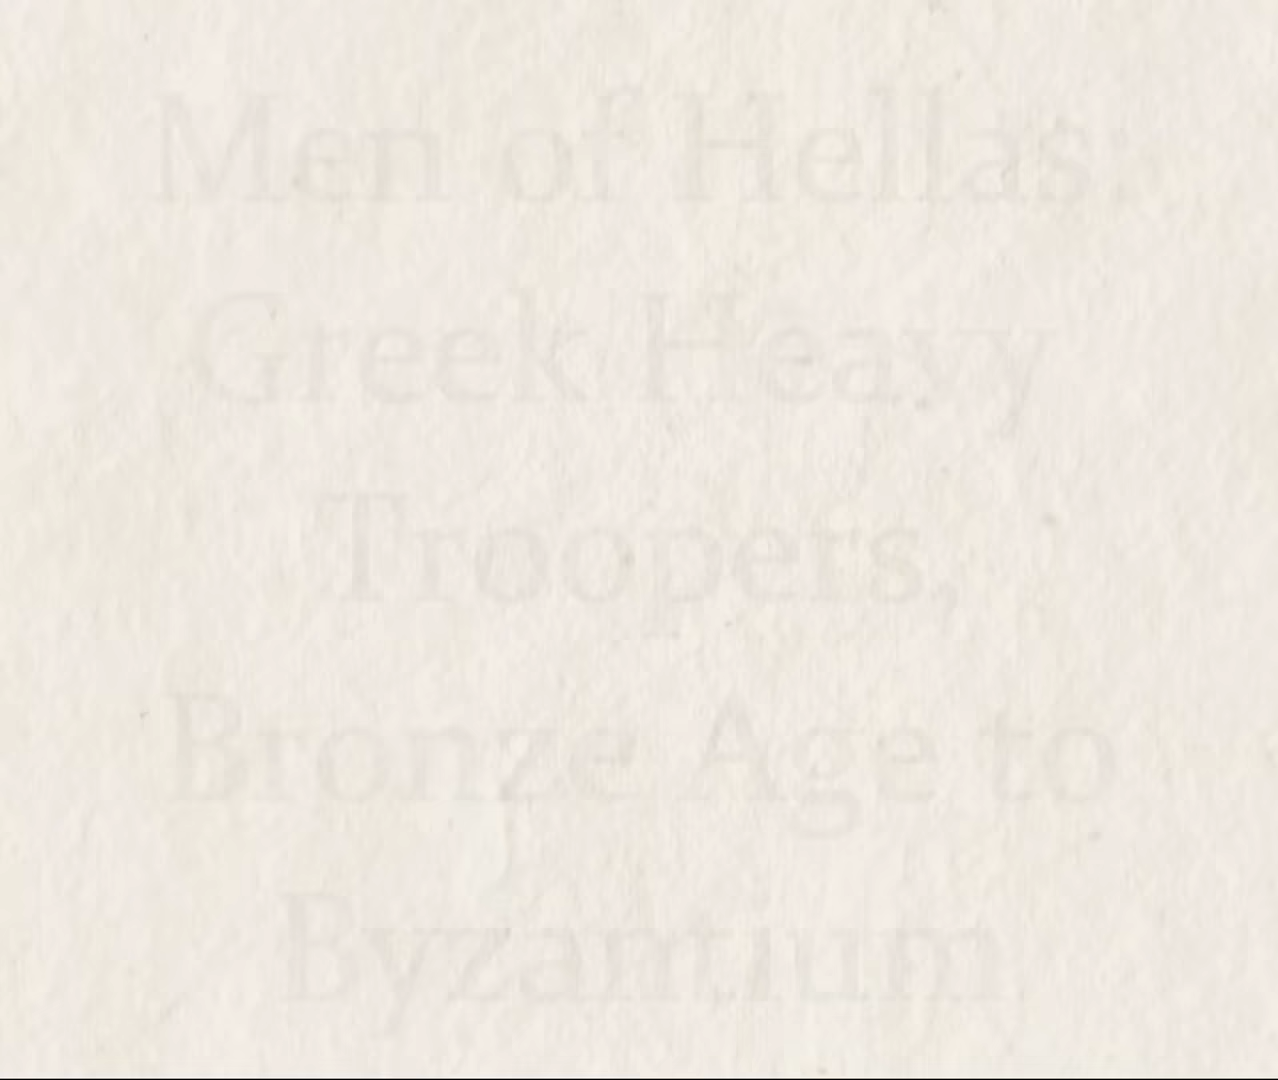 Men of Hellas:
Greek Heavy
Troopers,
Bronze Age to
Byzantium